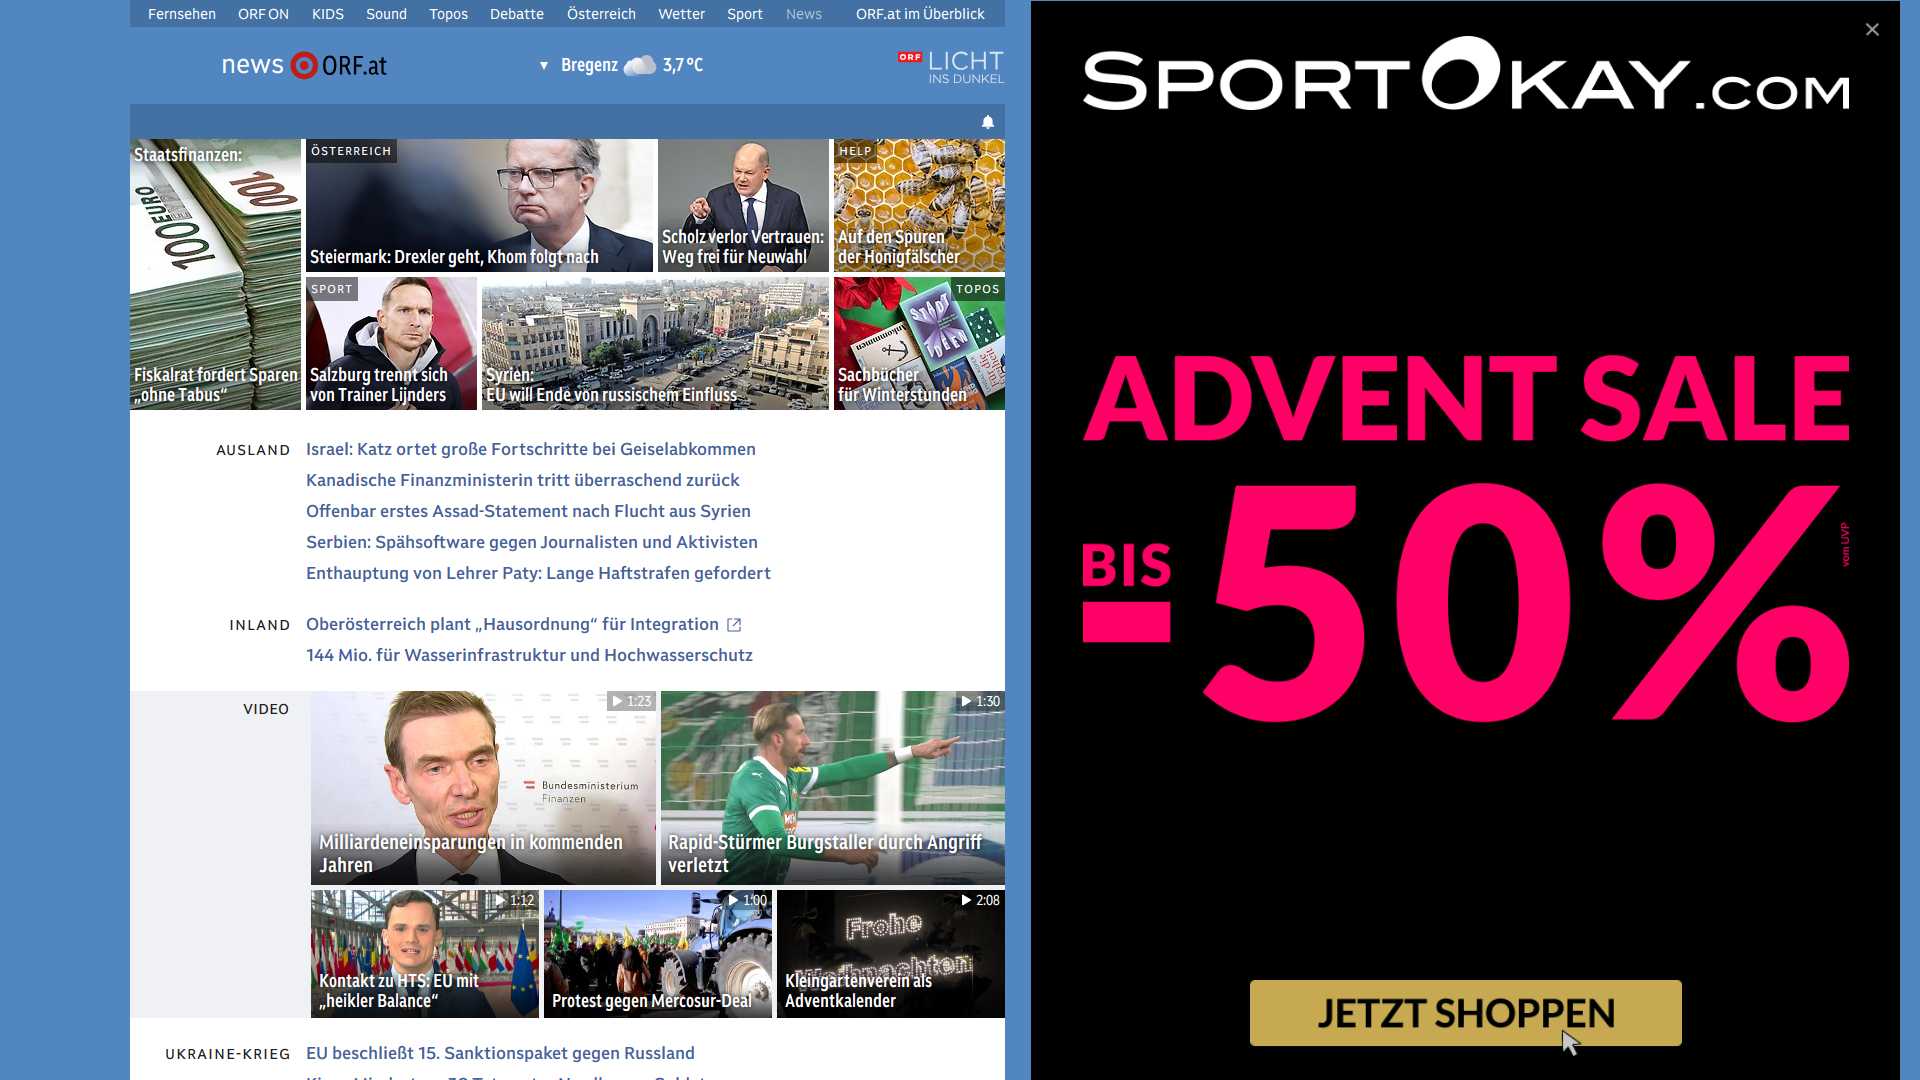 Fernsehen ORF ON KIDS Sound Topos Debatte Österreich Wetter Sport News ORF.at im Überblick
news ORF.at
Bregenz 3,7 °C
ORF LICHT
INS DUNKEL
Staatsfinanzen:
Fiskalrat fordert Sparen
„ohne Tabus“
ÖSTERREICH
Steiermark: Drexler geht, Khom folgt nach
Scholz verlor Vertrauen:
Weg frei für Neuwahl
HELP
Auf den Spuren
der Honigfälscher
SPORT
Salzburg trennt sich
von Trainer Lijnders
Syrien:
EU will Ende von russischem Einfluss
TOPOS
Sachbücher
für Winterstunden
AUSLAND
Israel: Katz ortet große Fortschritte bei Geiselabkommen
Kanadische Finanzministerin tritt überraschend zurück
Offenbar erstes Assad-Statement nach Flucht aus Syrien
Serbien: Spähsoftware gegen Journalisten und Aktivisten
Enthauptung von Lehrer Paty: Lange Haftstrafen gefordert
INLAND
Oberösterreich plant „Hausordnung“ für Integration
144 Mio. für Wasserinfrastruktur und Hochwasserschutz
VIDEO
1:23
Bundesministerium
Finanzen
Milliardeneinsparungen in kommenden
Jahren
1:30
Rapid-Stürmer Burgstaller durch Angriff
verletzt
1:12
Kontakt zu HTS: EU mit
„heikler Balance“
1:00
Protest gegen Mercosur-Deal
2:08
Frohe
Weihnachten
Kleingartenverein als
Adventkalender
UKRAINE-KRIEG
EU beschließt 15. Sanktionspaket gegen Russland
SPORTOKAY.COM
ADVENT SALE
BIS
-50%
vom UVP
JETZT SHOPPEN